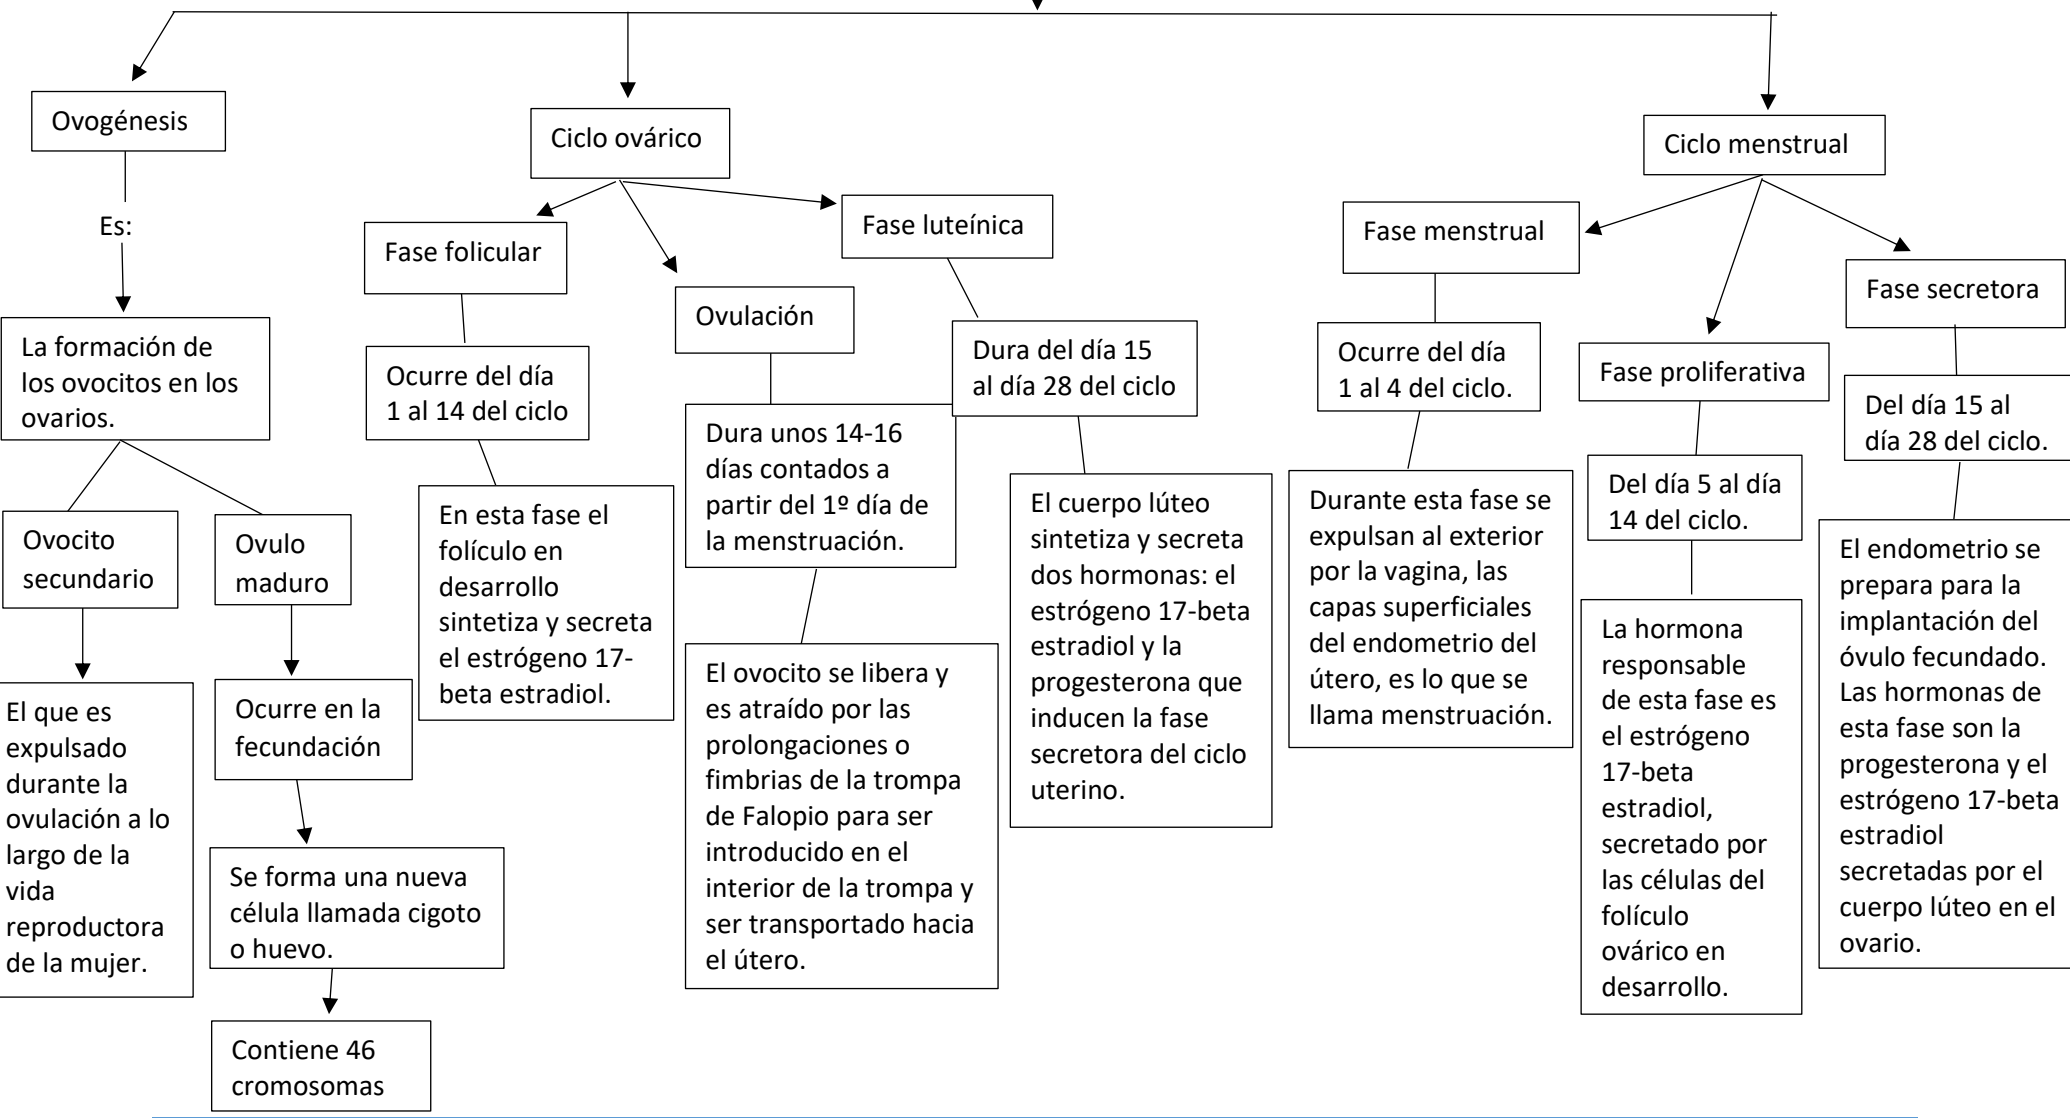 Ovogénesis
Es:
La formación de
los ovocitos en los
ovarios.
Ovocito
secundario
El que es
expulsado
durante la
ovulación a lo
largo de la
vida
reproductora
de la mujer.
Ovulo
maduro
Ocurre en la
fecundación
Se forma una nueva
célula llamada cigoto
o huevo.
Contiene 46
cromosomas
Ciclo ovárico
Fase folicular
Ocurre del día
1 al 14 del ciclo
En esta fase el
folículo en
desarrollo
sintetiza y secreta
el estrógeno 17-
beta estradiol.
Ovulación
Dura unos 14-16
días contados a
partir del 1º día de
la menstruación.
El ovocito se libera y
es atraído por las
prolongaciones o
fimbrias de la trompa
de Falopio para ser
introducido en el
interior de la trompa y
ser transportado hacia
el útero.
Fase luteínica
Dura del día 15
al día 28 del ciclo
El cuerpo lúteo
sintetiza y secreta
dos hormonas: el
estrógeno 17-beta
estradiol y la
progesterona que
inducen la fase
secretora del ciclo
uterino.
Ciclo menstrual
Fase menstrual
Ocurre del día
1 al 4 del ciclo.
Durante esta fase se
expulsan al exterior
por la vagina, las
capas superficiales
del endometrio del
útero, es lo que se
llama menstruación.
Fase proliferativa
Del día 5 al día
14 del ciclo.
La hormona
responsable
de esta fase es
el estrógeno
17-beta
estradiol,
secretado por
las células del
folículo
ovárico en
desarrollo.
Fase secretora
Del día 15 al
día 28 del ciclo.
El endometrio se
prepara para la
implantación del
óvulo fecundado.
Las hormonas de
esta fase son la
progesterona y el
estrógeno 17-beta
estradiol
secretadas por el
cuerpo lúteo en el
ovario.